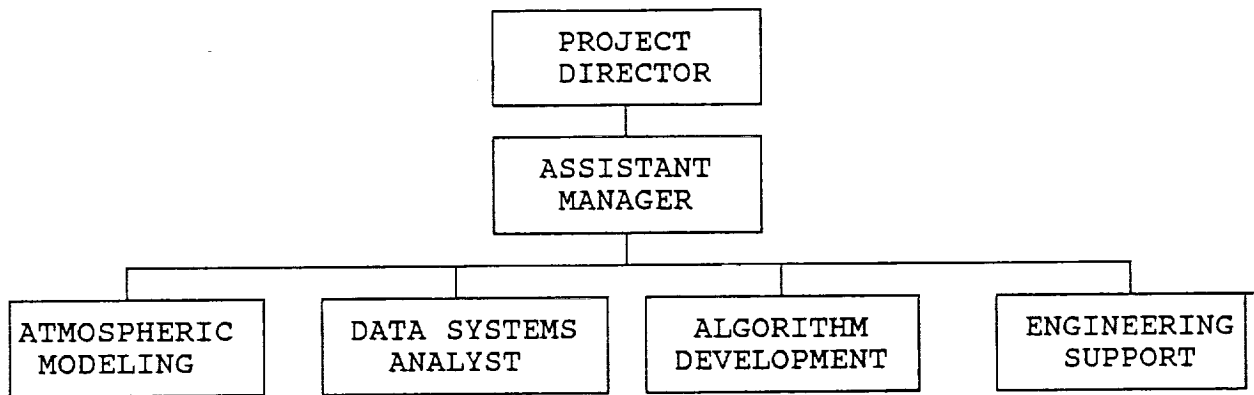 PROJECT
DIRECTOR
ASSISTANT
MANAGER
ATMOSPHERIC
MODELING
DATA SYSTEMS
ANALYST
ALGORITHM
DEVELOPMENT
ENGINEERING
SUPPORT